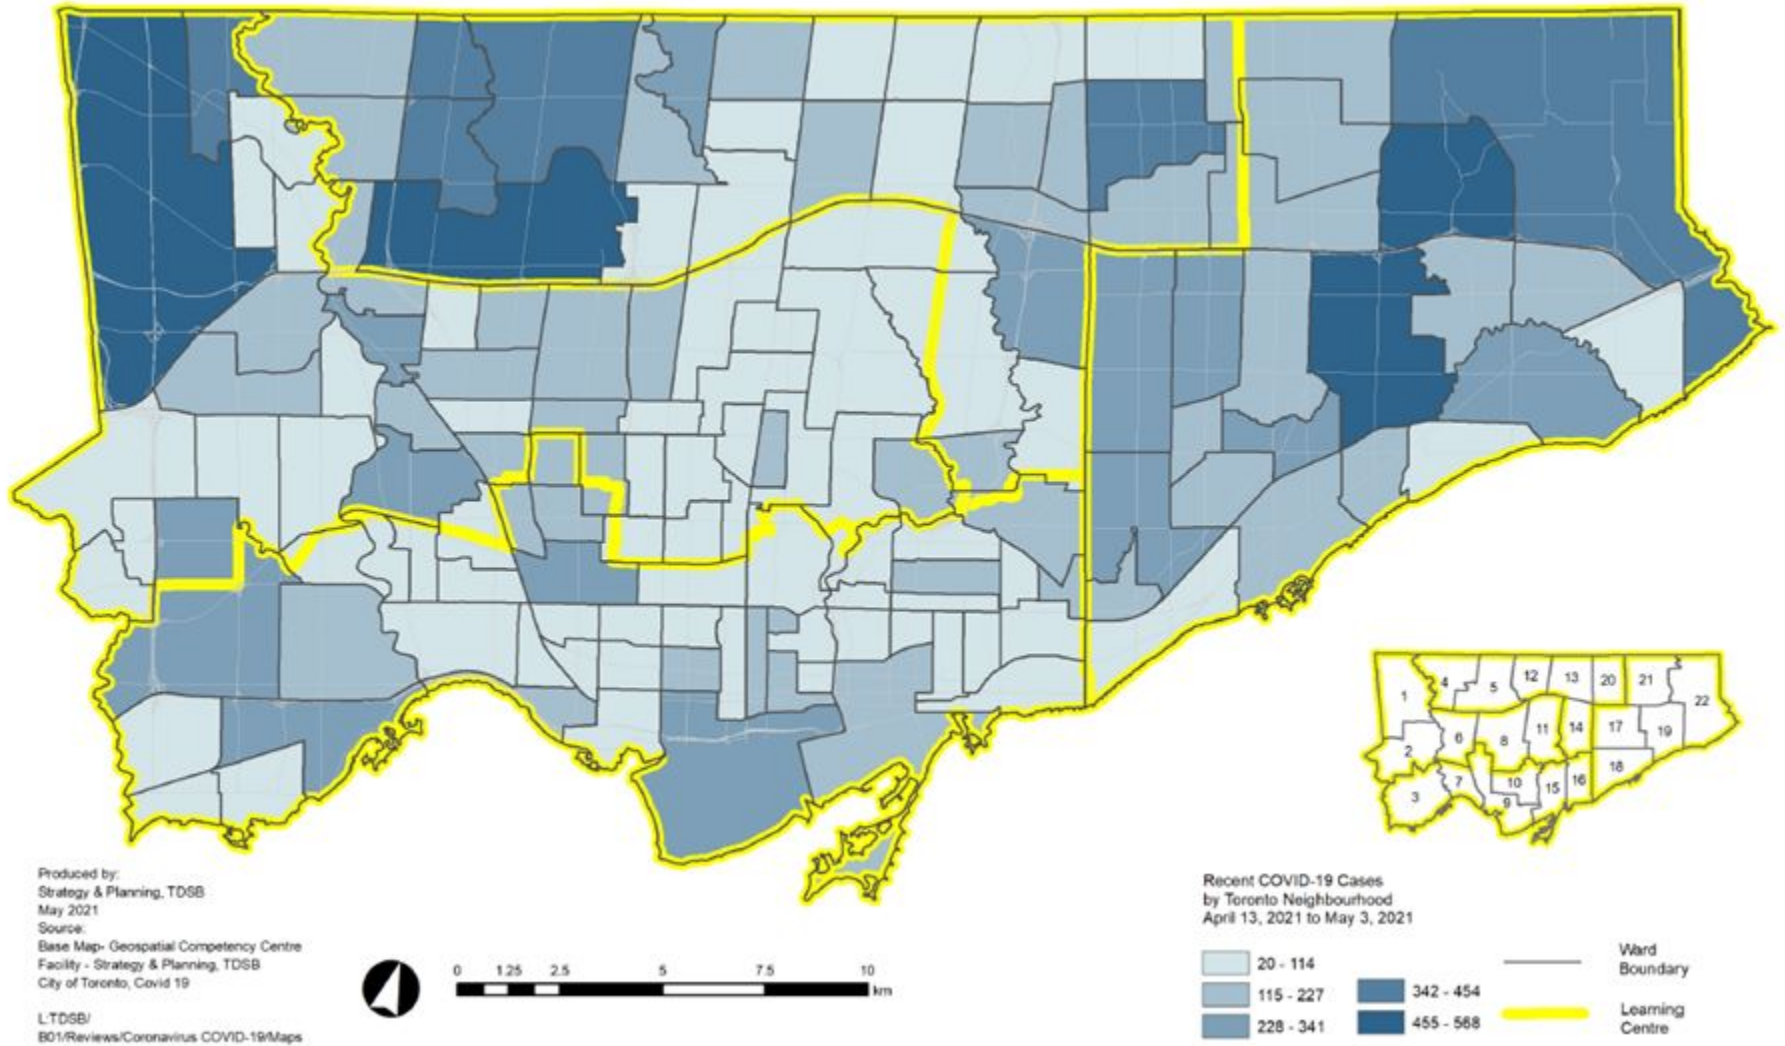 1
2
3
4
5
6
7
8
9
10
11
12
13
14
15
16
17
18
19
20
21
22
Produced by:
Strategy & Planning, TDSB
May 2021
Source:
Base Map- Geospatial Competency Centre
Facility - Strategy & Planning, TDSB
City of Toronto, Covid 19
L:TDSB/
B01/Reviews/Coronavirus COVID-19/Maps
0 1.25 2.5 5 7.5 10
km
Recent COVID-19 Cases
by Toronto Neighbourhood
April 13, 2021 to May 3, 2021
20 - 114
115 - 227
228 - 341
342 - 454
455 - 568
Ward
Boundary
Learning
Centre